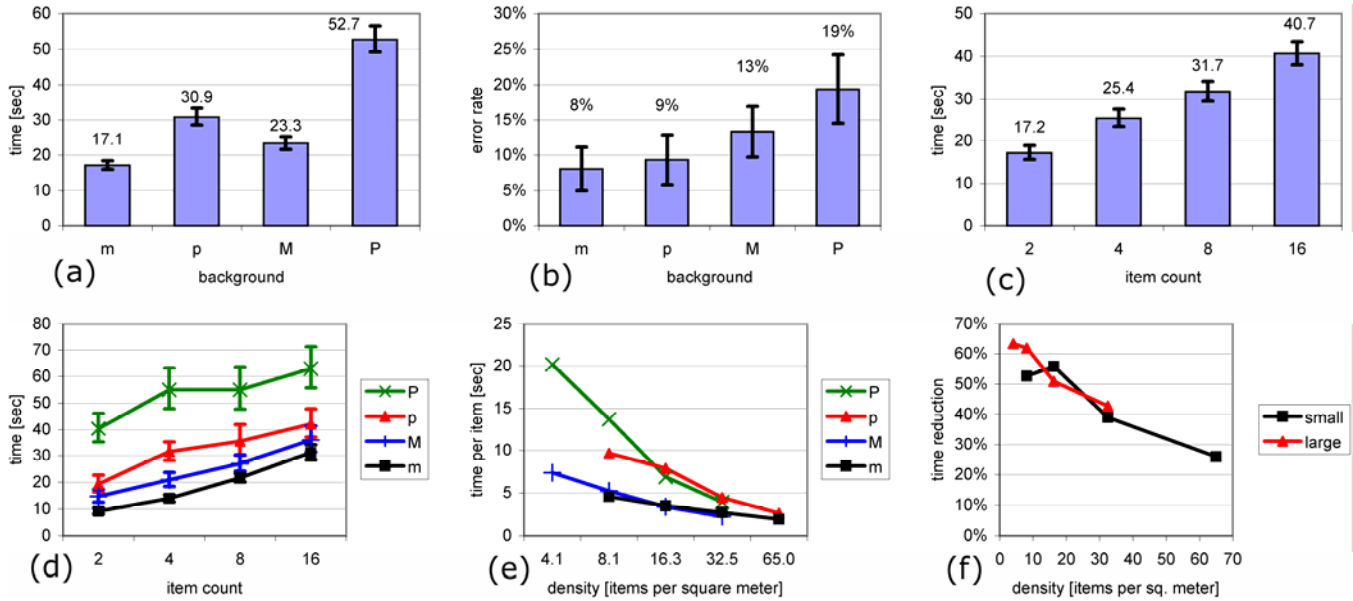 60
50
40
30
20
10
0
time [sec]
17.1
30.9
23.3
52.7
m
p
M
P
background
(a)
30%
25%
20%
15%
10%
5%
0%
error rate
8%
9%
13%
19%
m
p
M
P
background
(b)
50
40
30
20
10
0
time [sec]
17.2
25.4
31.7
40.7
2
4
8
16
item count
(c)
80
70
60
50
40
30
20
10
0
time [sec]
2
4
8
16
item count
P
p
M
m
(d)
25
20
15
10
5
0
time per item [sec]
4.1
8.1
16.3
32.5
65.0
density [items per square meter]
P
p
M
m
(e)
70%
60%
50%
40%
30%
20%
10%
0%
time reduction
0
10
20
30
40
50
60
70
density [items per sq. meter]
small
large
(f)